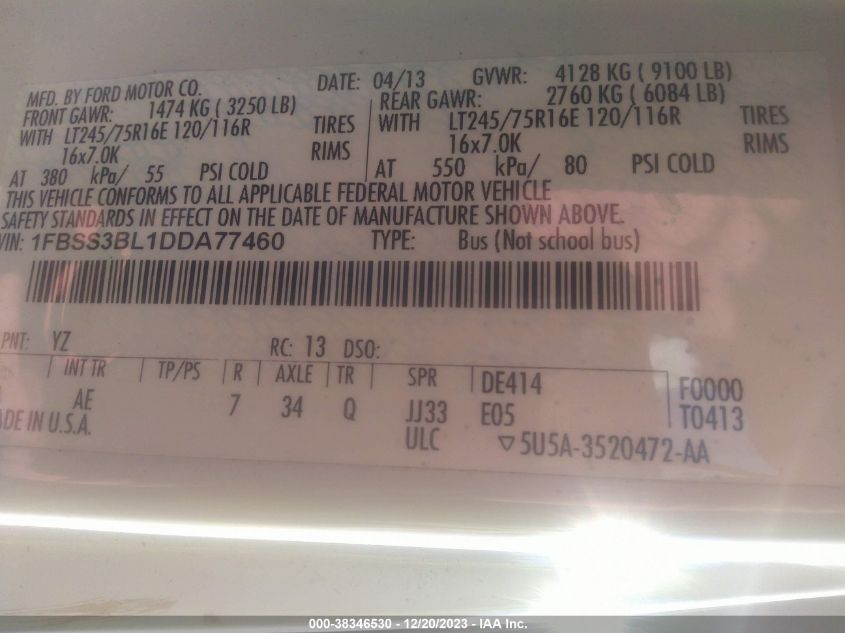 MFD. BY FORD MOTOR CO. DATE: 04/13 GVWR: 4128 KG ( 9100 LB)
FRONT GAWR: 1474 KG ( 3250 LB) REAR GAWR: 2760 KG ( 6084 LB)
WITH LT245/75R16E 120/116R TIRES WITH LT245/75R16E 120/116R TIRES
16x7.0K RIMS 16x7.0K RIMS
AT 380 kPa/ 55 PSI COLD AT 550 kPa/ 80 PSI COLD
THIS VEHICLE CONFORMS TO ALL APPLICABLE FEDERAL MOTOR VEHICLE
SAFETY STANDARDS IN EFFECT ON THE DATE OF MANUFACTURE SHOWN ABOVE.
VIN: 1FBSS3BL1DDA77460 TYPE: Bus (Not school bus)
PNT: YZ RC: 13 DSO:
INT TR TP/PS R AXLE TR SPR DE414 F0000
AE 7 34 Q JJ33 E05 T0413
ADE IN U.S.A. ULC ▽5U5A-3520472-AA
000-38346530 - 12/20/2023 - IAA Inc.